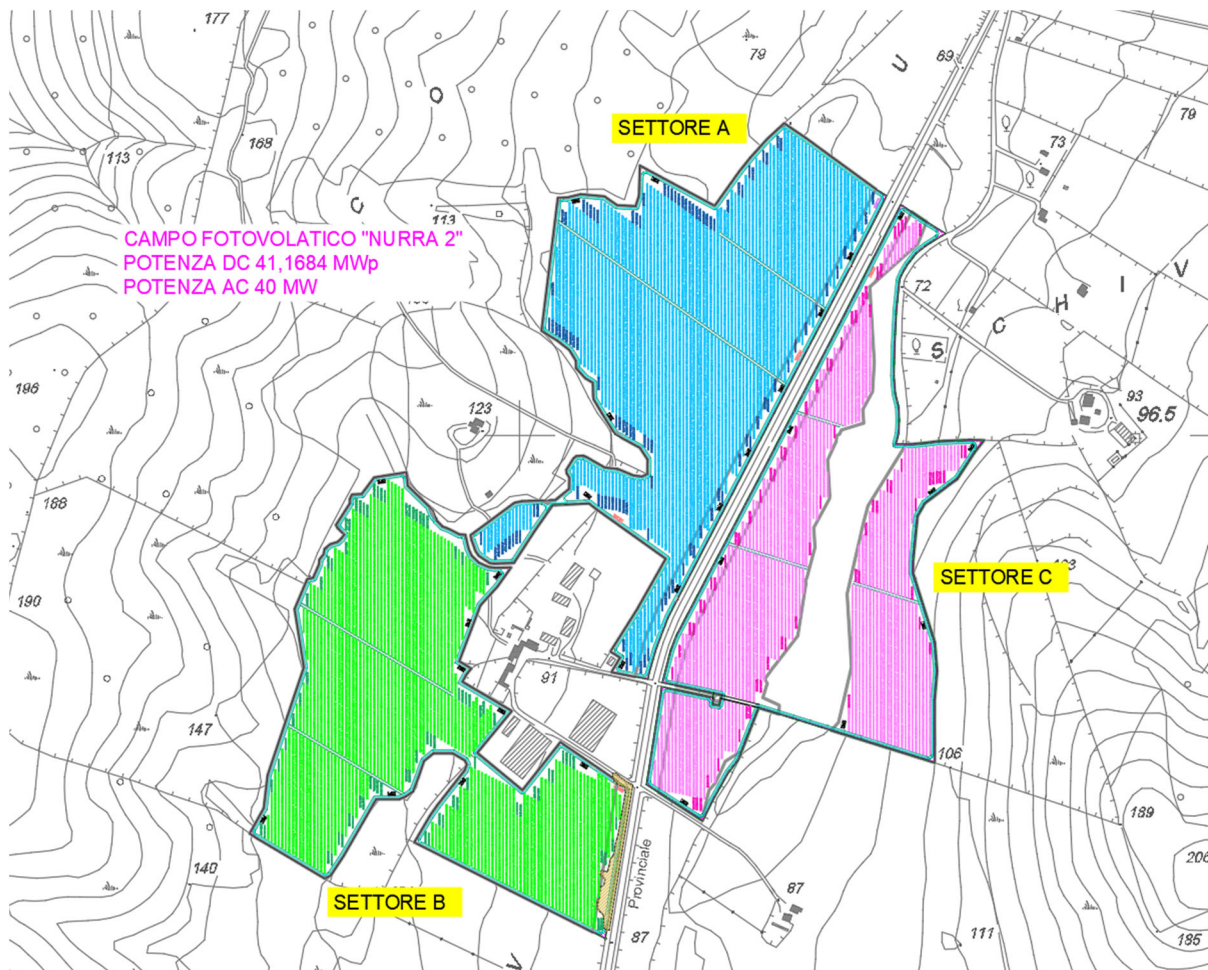 177
79
69
U
O
79
SETTORE A
168
113
73
C
113
CAMPO FOTOVOLATICO "NURRA 2"
POTENZA DC 41,1684 MWp
POTENZA AC 40 MW
V
I
H
C
S
72
196
123
93
96.5
188
SETTORE C
190
91
147
106
189
206
140
SETTORE B
Provinciale
87
87
111
185
V